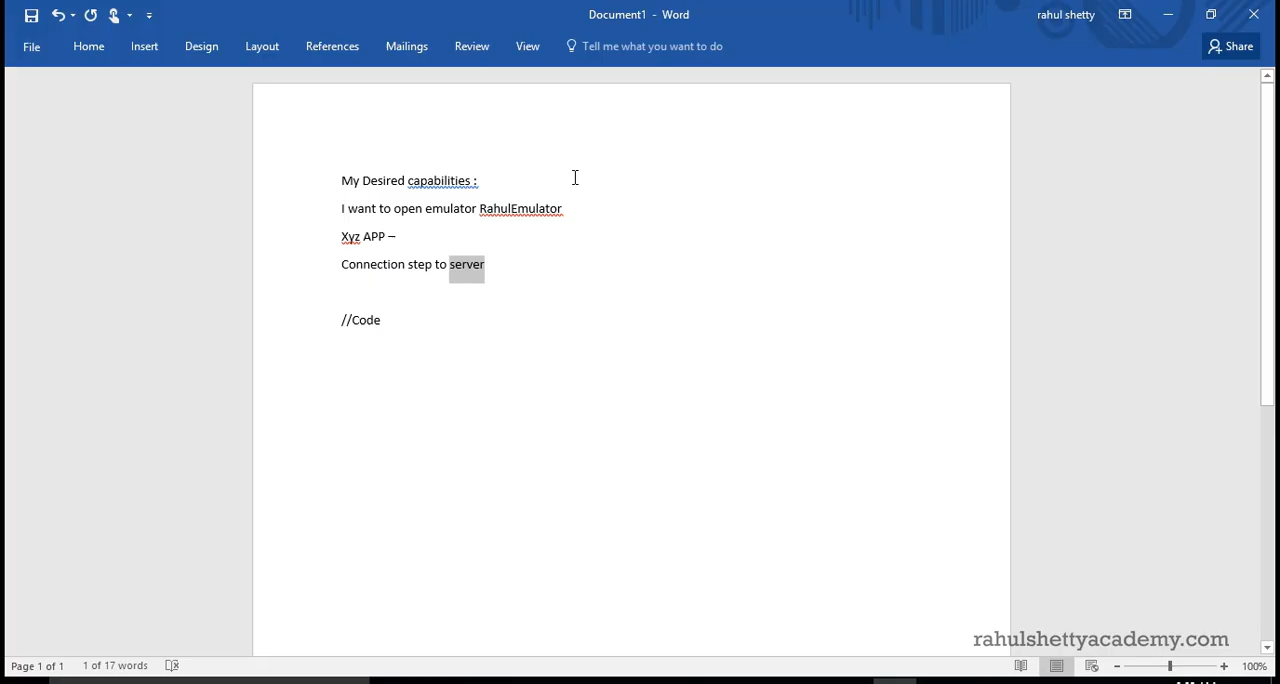 Document1 - Word
rahul shetty
File Home Insert Design Layout References Mailings Review View Tell me what you want to do
Share
My Desired capabilities :
I want to open emulator RahulEmulator
Xyz APP –
Connection step to server
//Code
rahulshettyacademy.com
Page 1 of 1 1 of 17 words
100%